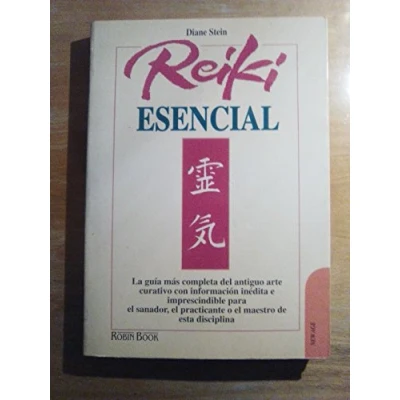 Diane Stein
Reiki
ESENCIAL
靈
気
La guía más completa del antiguo arte
curativo con información inédita e
imprescindible para
el sanador, el practicante o el maestro de
esta disciplina
ROBIN BOOK